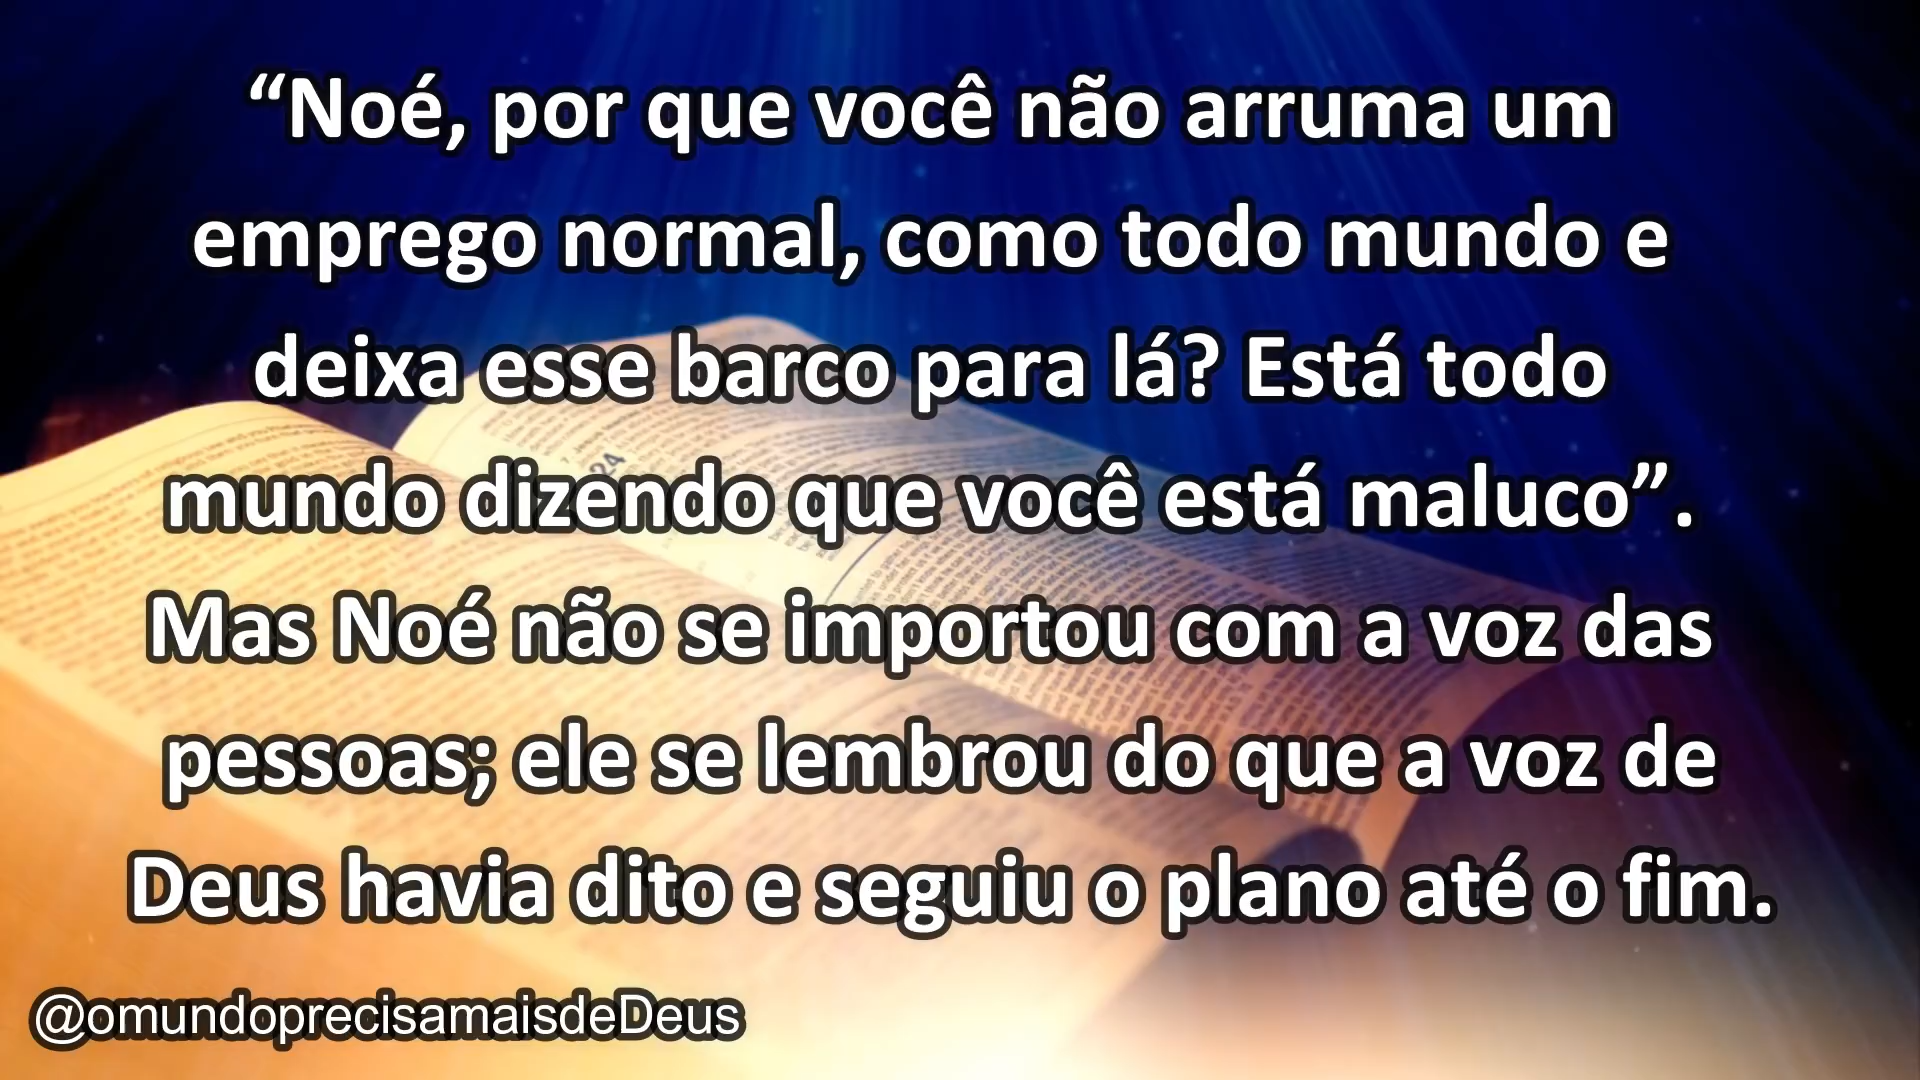 “Noé, por que você não arruma um
emprego normal, como todo mundo e
deixa esse barco para lá? Está todo
mundo dizendo que você está maluco”.
Mas Noé não se importou com a voz das
pessoas; ele se lembrou do que a voz de
Deus havia dito e seguiu o plano até o fim.
@omundoprecisamaisdeDeus
24